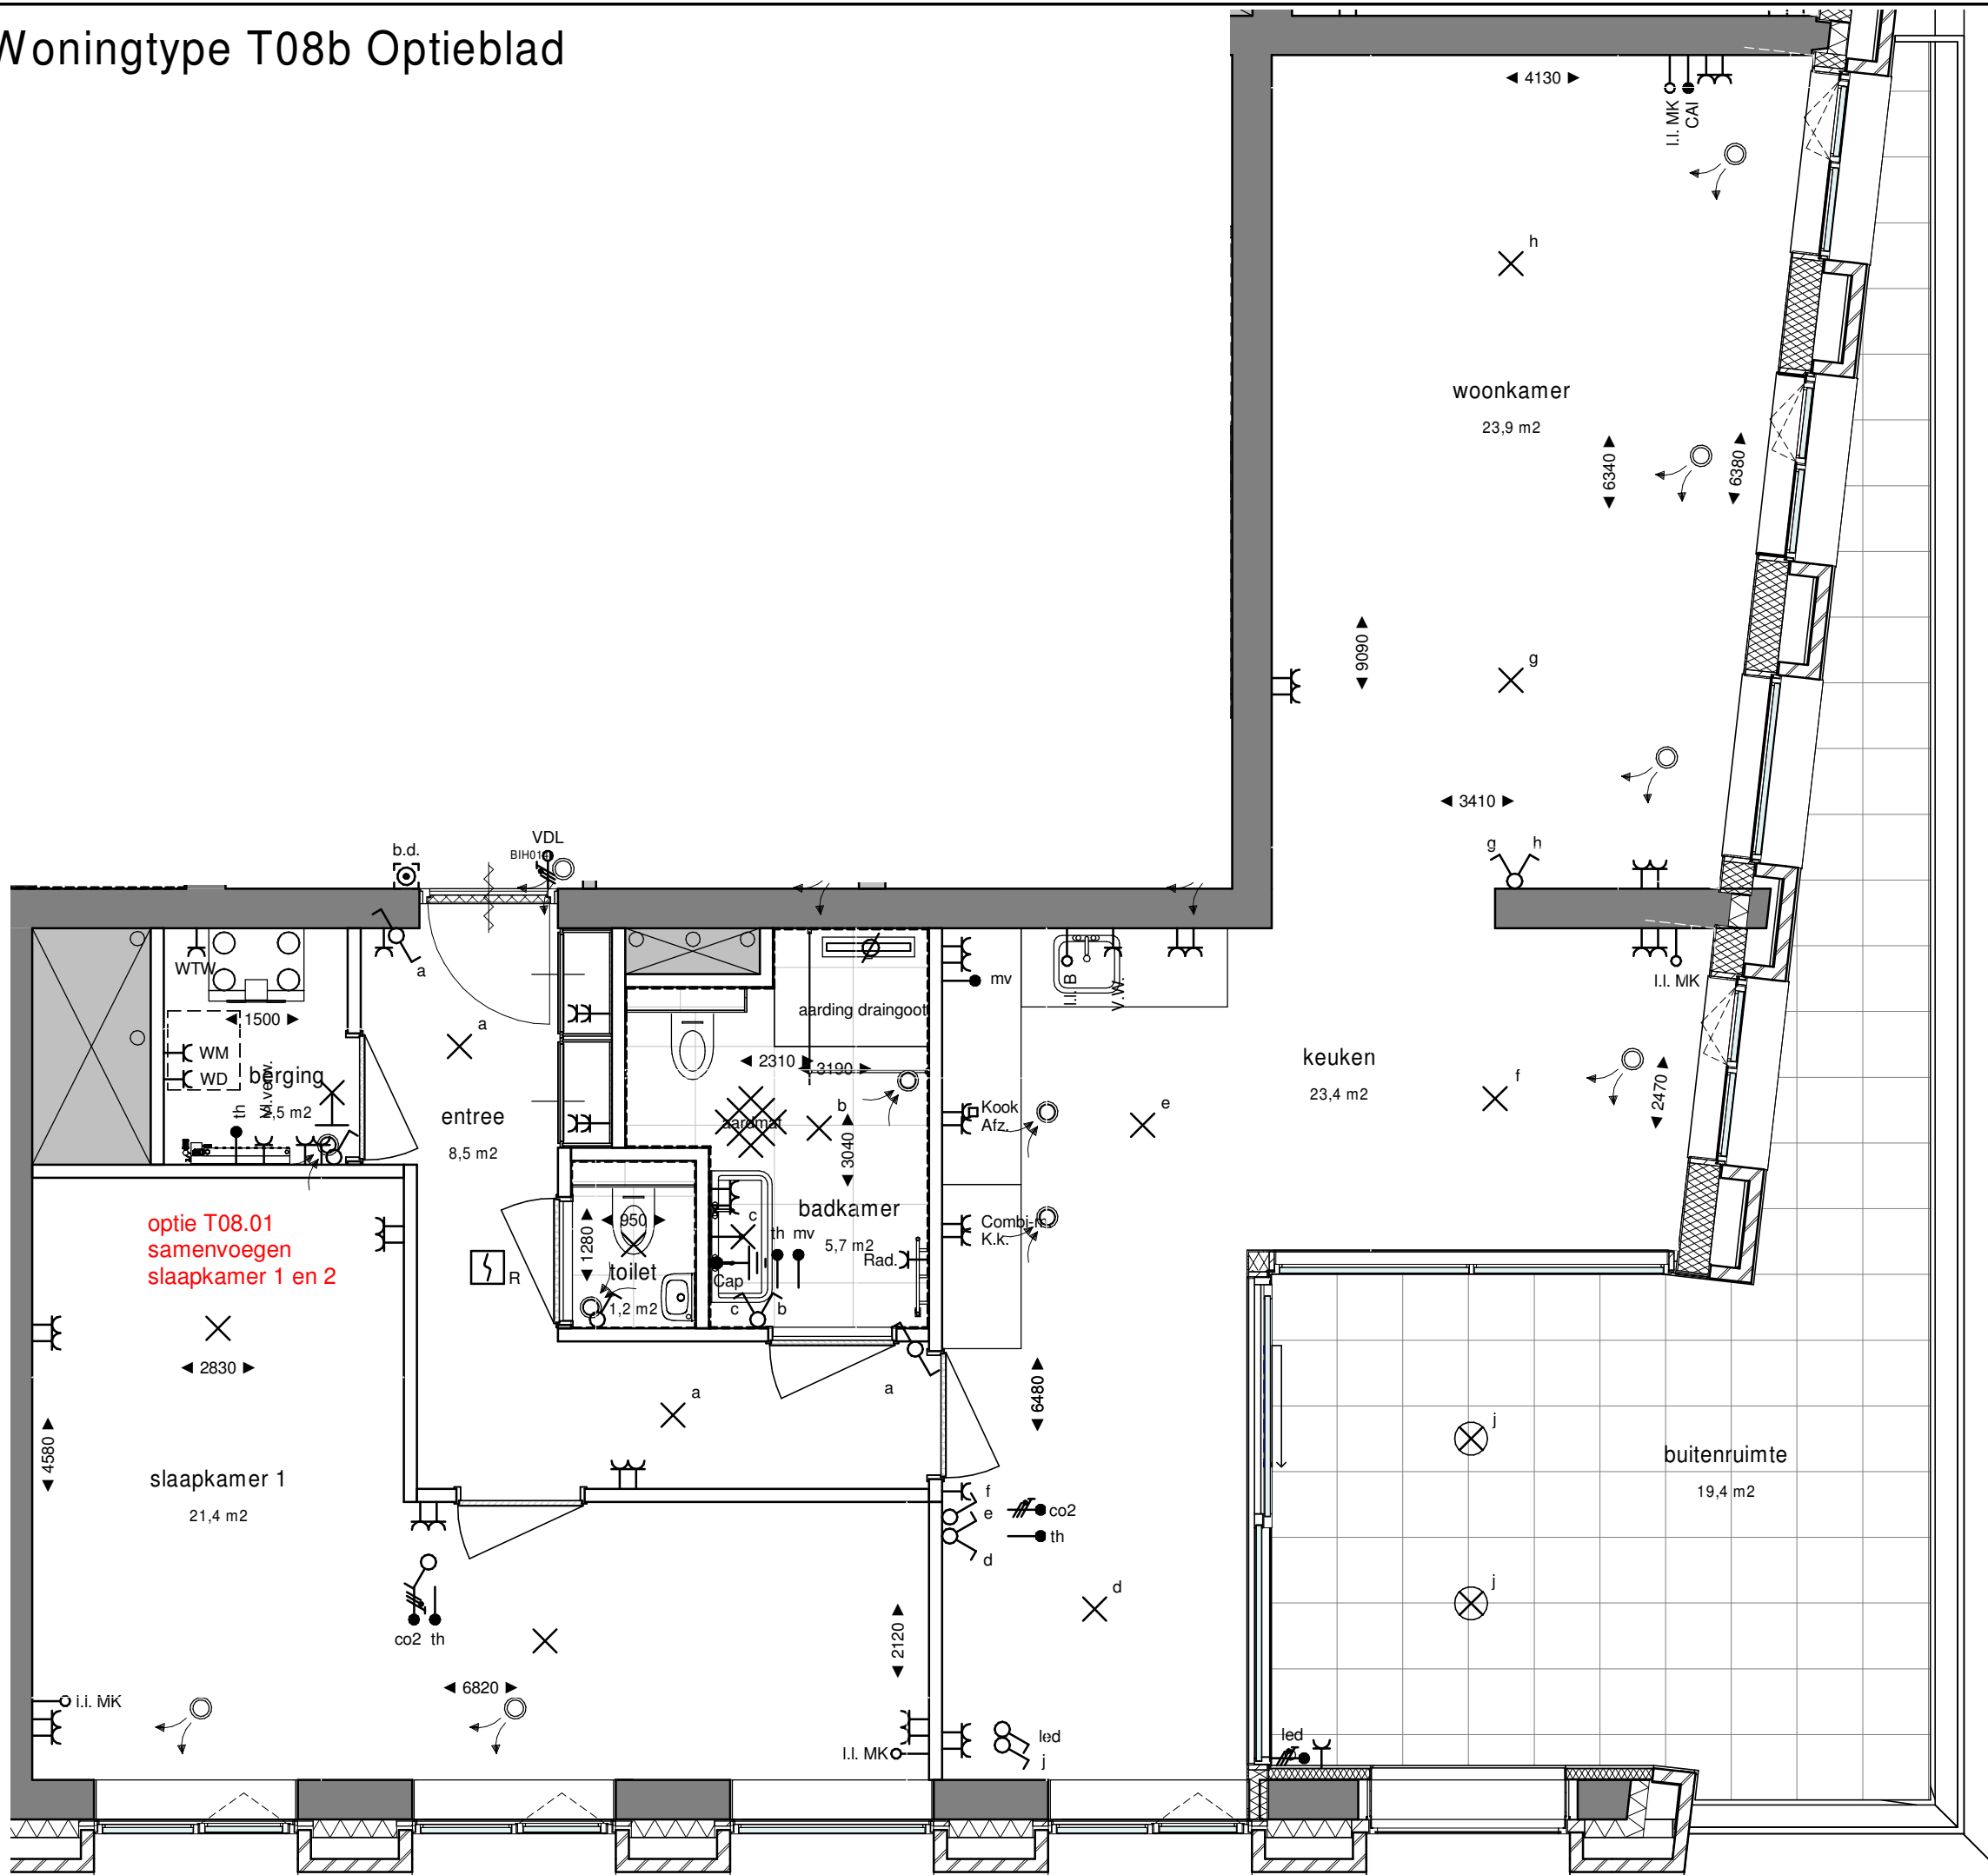 Woningtype T08b Optieblad
4130
I.I. MK
CAI
h
woonkamer
23,9 m2
6340
6380
9090
g
3410
g
h
b.d.
VDL
a
WTW
mv
I.I. B
V.W.
I.I. MK
1500
a
aarding draingoot
WM
WD
berging
th
entree
8,5 m2
2310
3190
b
aardmat
3040
Kook
Afz.
e
keuken
23,4 m2
f
2470
optie T08.01
samenvoegen
slaapkamer 1 en 2
R
1280
950
toilet
1,2 m2
badkamer
5,7 m2
c
th mv
Cap
Rad.
c
b
Combi-m.
K.k.
2830
a
a
6480
j
buitenruimte
19,4 m2
4580
slaapkamer 1
21,4 m2
f
e
d
co2
th
co2 th
d
j
2120
6820
i.i. MK
I.I. MK
led
j
led